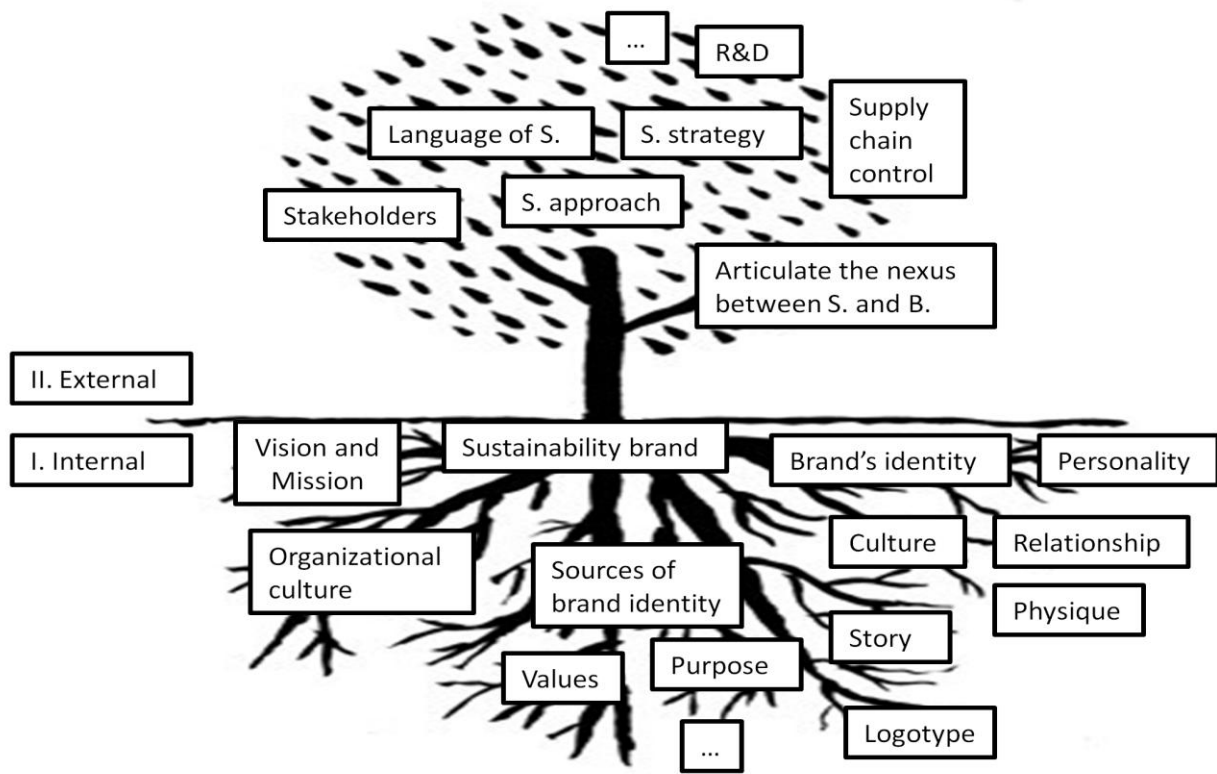 ...
R&D
Supply
chain
control
Language of S.
S. strategy
Stakeholders
S. approach
Articulate the nexus
between S. and B.
II. External
I. Internal
Vision and
Mission
Sustainability brand
Brand’s identity
Personality
Organizational
culture
Sources of
brand identity
Culture
Relationship
Physique
Story
Values
Purpose
Logotype
...